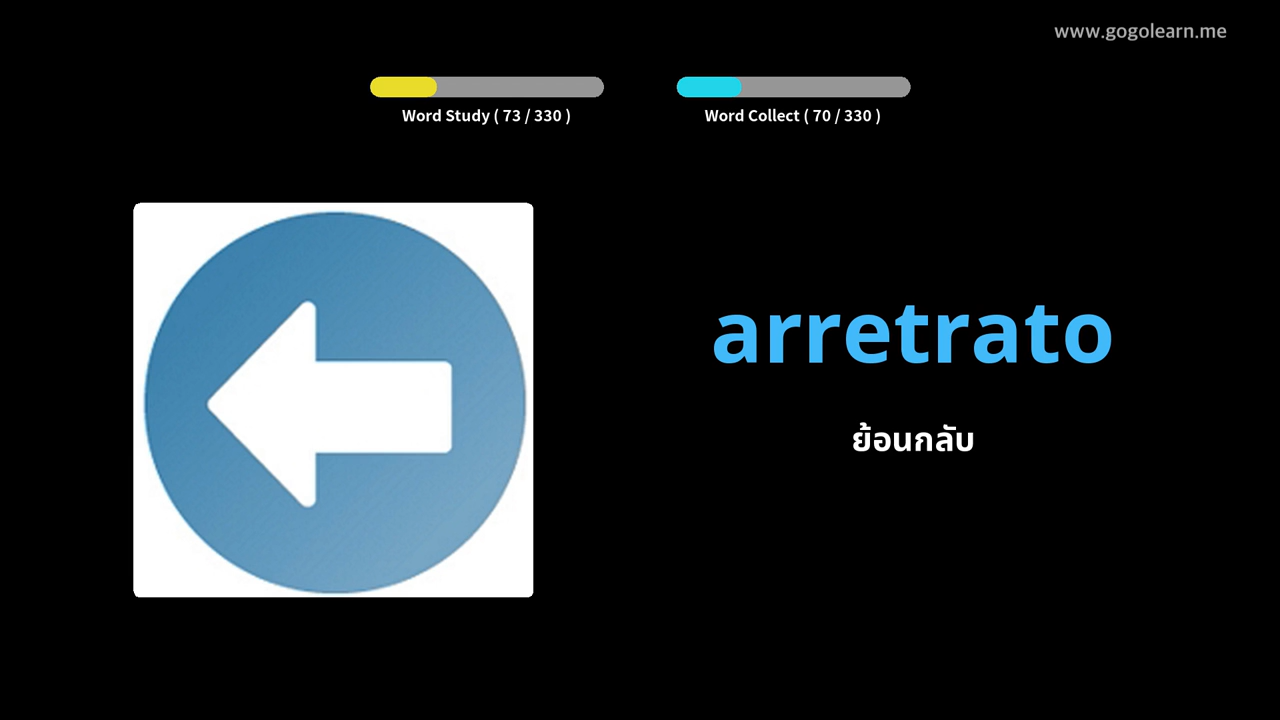 www.gogolearn.me
Word Study ( 73 / 330 )
Word Collect ( 70 / 330 )
arretrato
ย้อนกลับ